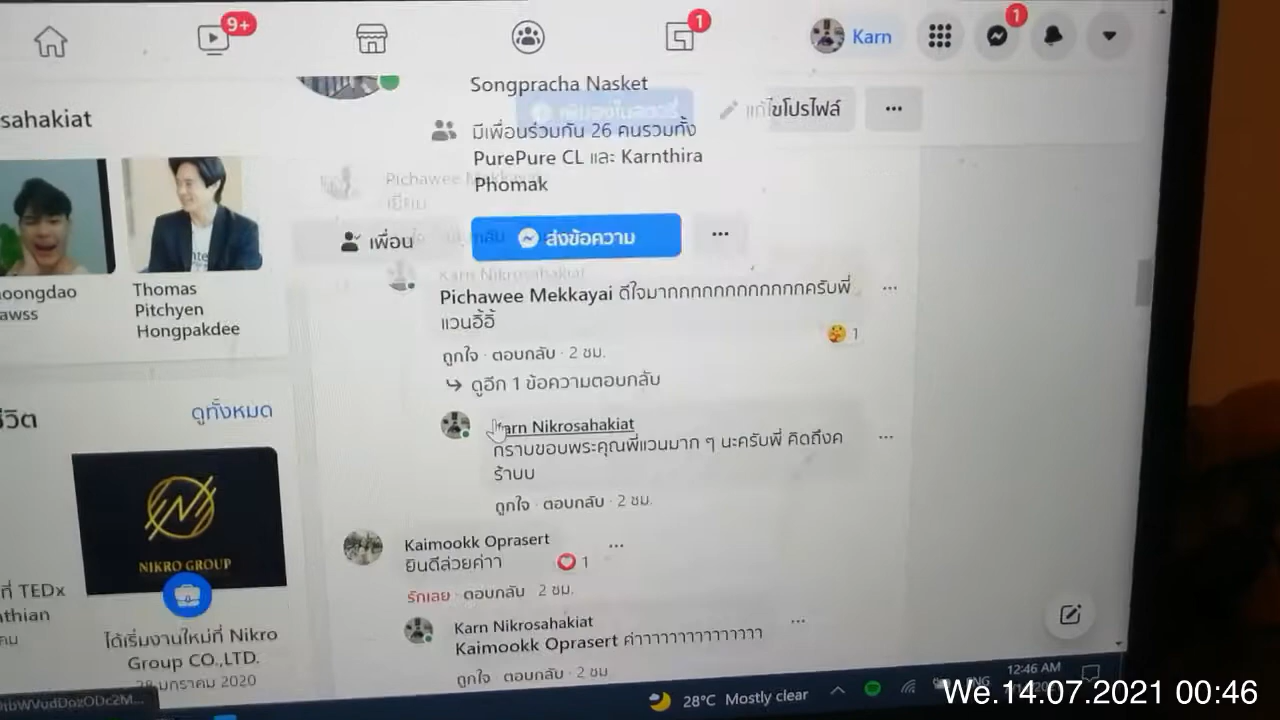 9+
1
Karn
1
Songpracha Nasket
sahakiat
แก้ไขโปรไฟล์
มีเพื่อนร่วมกัน 26 คนรวมทั้ง
PurePure CL และ Karnthira
Phomak
Pichawee Mekkayai
เพื่อน
ส่งข้อความ
Karn Nikrosahakiat
oongdao
awss
Thomas
Pitchyen
Hongpakdee
Pichawee Mekkayai ดีใจมากกกกกกกกกกกกครับพี่
แวนอิ้อิ้
1
ถูกใจ · ตอบกลับ · 2 ชม.
ดูอีก 1 ข้อความตอบกลับ
ดูทั้งหมด
Karn Nikrosahakiat
กราบขอบพระคุณพี่แวนมาก ๆ นะครับพี่ คิดถึงค
ร้าบบ
ถูกใจ · ตอบกลับ · 2 ชม.
NIKRO GROUP
Kaimookk Oprasert
ยินดีล่วยค่าา
1
รักเลย · ตอบกลับ · 2 ชม.
ที่ TEDx
nthian
Karn Nikrosahakiat
Kaimookk Oprasert ค่าาาาาาาาาาาาาาา
ถูกใจ · ตอบกลับ · 2 ชม
ได้เริ่มงานใหม่ที่ Nikro
Group CO.,LTD.
มกราคม 2020
28°C Mostly clear
12:46 AM
We.14.07.2021 00:46